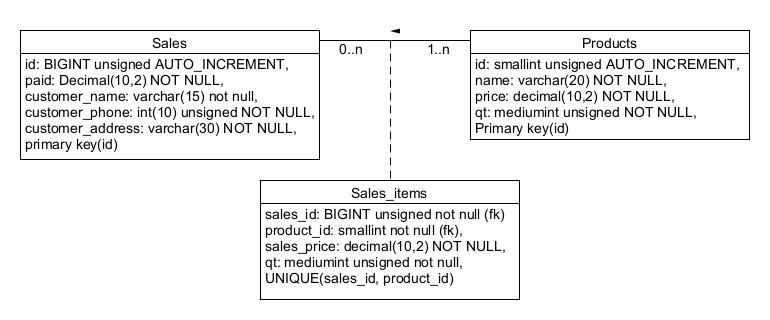 Sales
id: BIGINT unsigned AUTO_INCREMENT,
paid: Decimal(10,2) NOT NULL,
customer_name: varchar(15) not null,
customer_phone: int(10) unsigned NOT NULL,
customer_address: varchar(30) NOT NULL,
primary key(id)
0..n
1..n
Products
id: smallint unsigned AUTO_INCREMENT,
name: varchar(20) NOT NULL,
price: decimal(10,2) NOT NULL,
qt: mediumint unsigned NOT NULL,
Primary key(id)
Sales_items
sales_id: BIGINT unsigned not null (fk)
product_id: smallint not null (fk),
sales_price: decimal(10,2) NOT NULL,
qt: mediumint unsigned not null,
UNIQUE(sales_id, product_id)